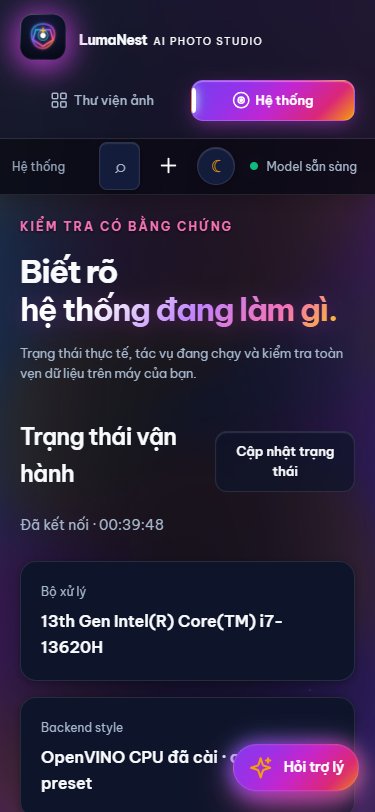 LumaNest AI PHOTO STUDIO
Thư viện ảnh
Hệ thống
Hệ thống
Model sẵn sàng
KIỂM TRA CÓ BẰNG CHỨNG
Biết rõ
hệ thống đang làm gì.
Trạng thái thực tế, tác vụ đang chạy và kiểm tra toàn
vẹn dữ liệu trên máy của bạn.
Trạng thái vận
hành
Cập nhật trạng
thái
Đã kết nối · 00:39:48
Bộ xử lý
13th Gen Intel(R) Core(TM) i7-
13620H
Backend style
OpenVINO CPU đã cài ·
preset
Hỏi trợ lý